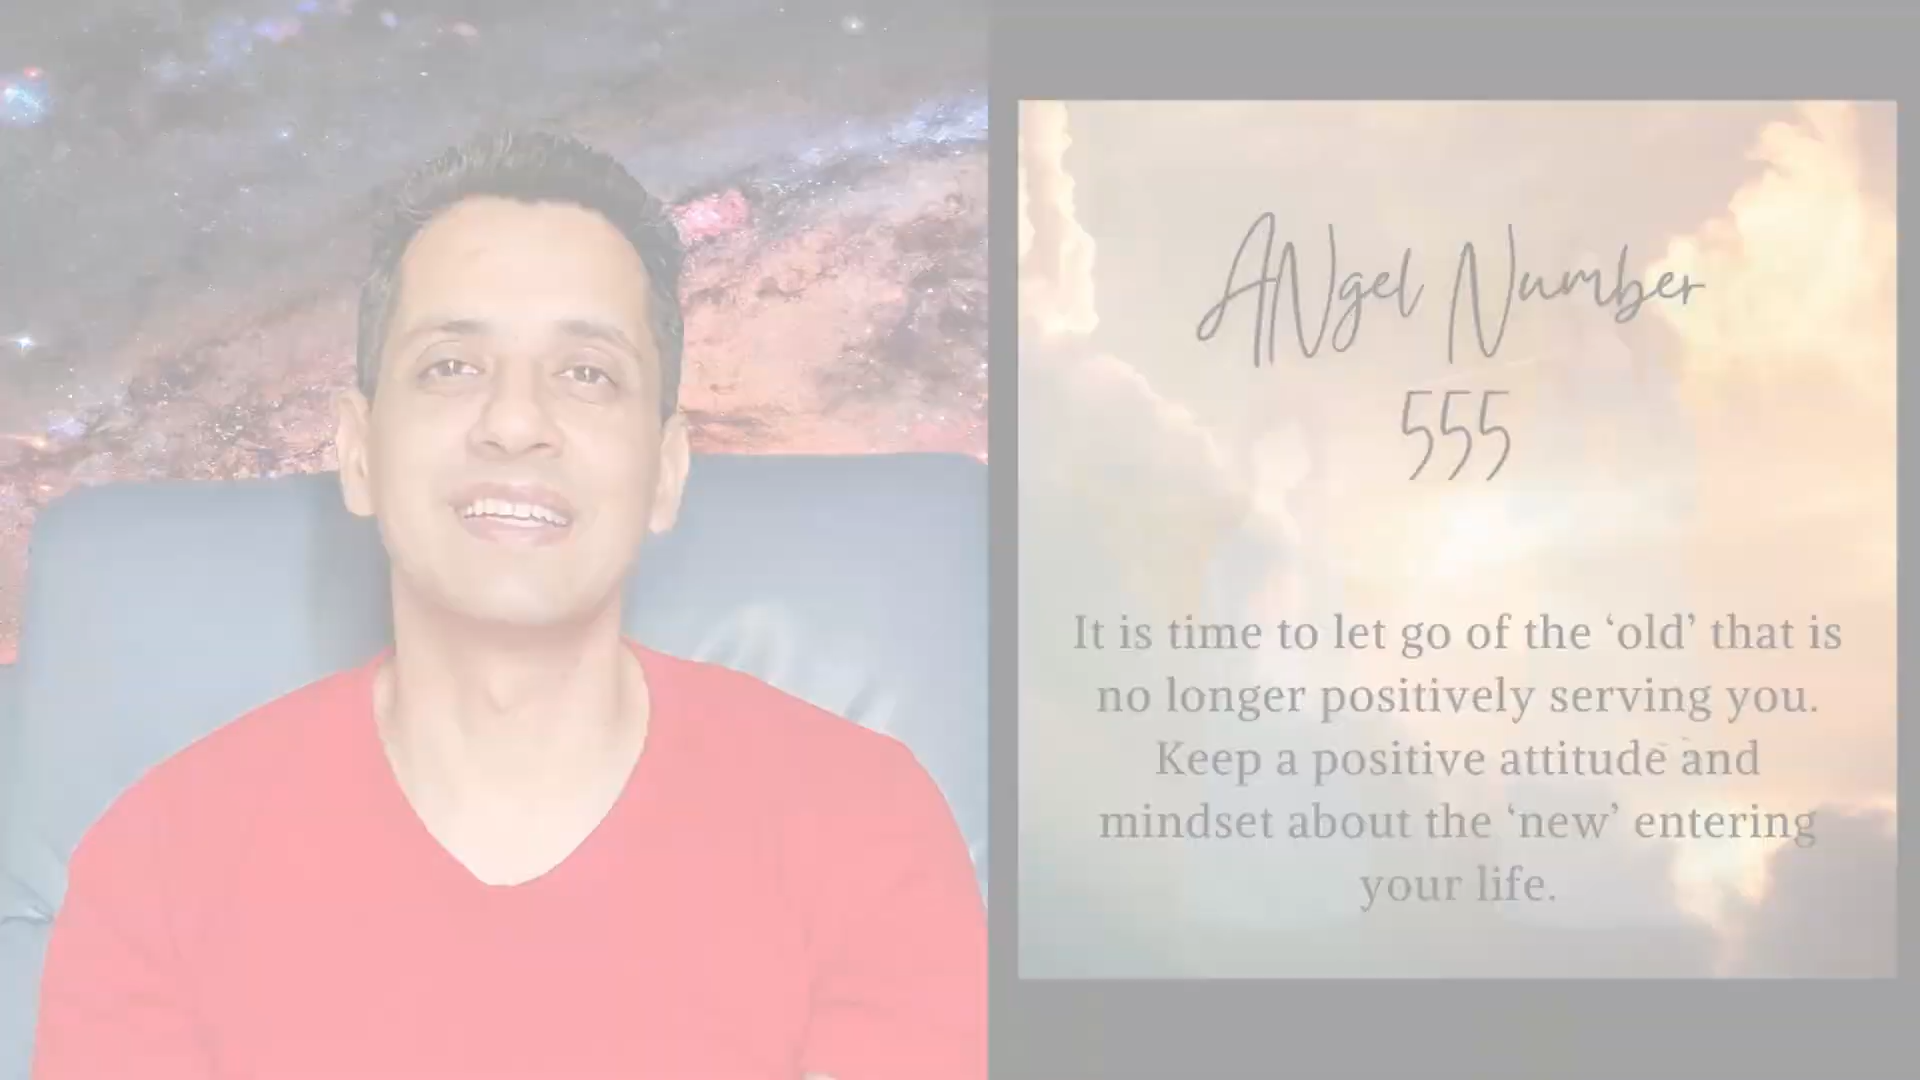 ANgel Number
555
It is time to let go of the ‘old’ that is
no longer positively serving you.
Keep a positive attitude and
mindset about the ‘new’ entering
your life.